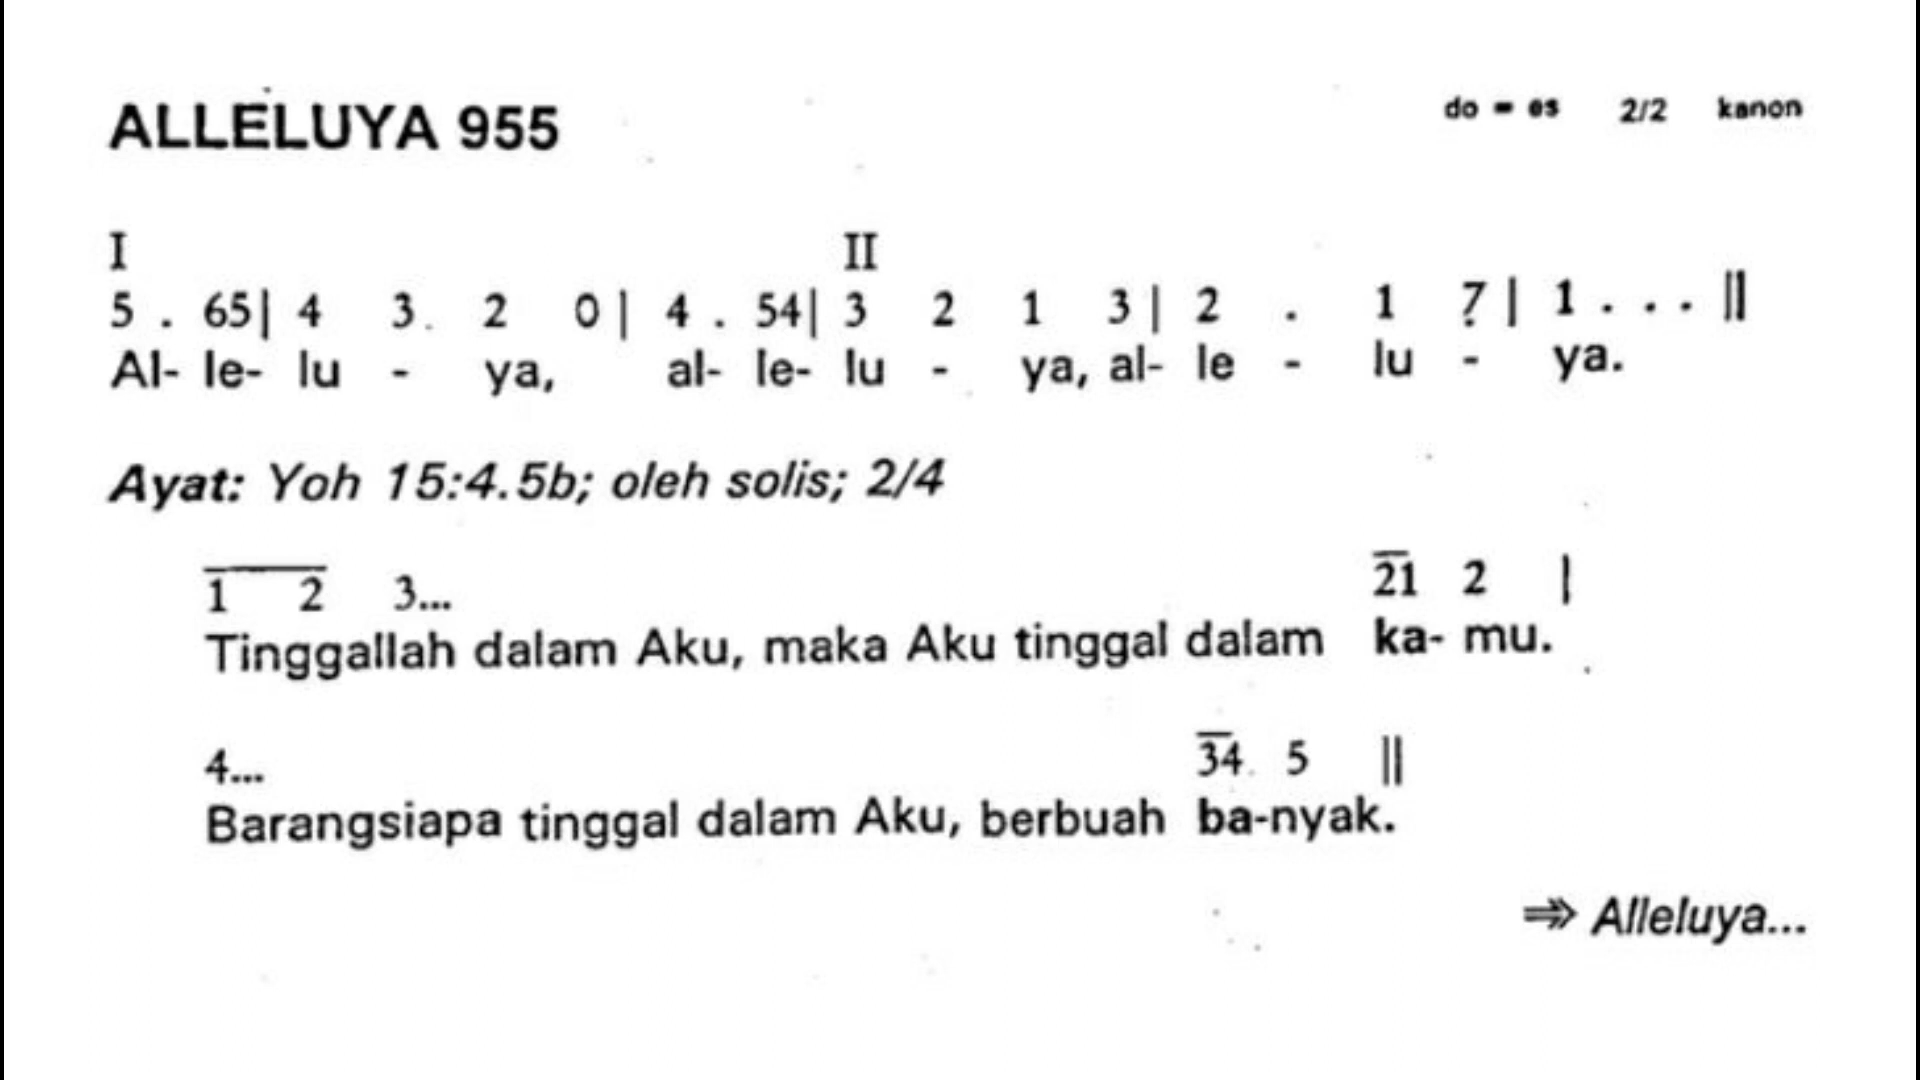 ALLELUYA 955 do = es 2/2 kanon
I II
5 . 65| 4 3 2 0| 4 . 54| 3 2 1 3| 2 . 1 7| 1 . . . ||
Al- le- lu - ya, al- le- lu - ya, al- le - lu - ya.
Ayat: Yoh 15:4.5b; oleh solis; 2/4
1 2 3... 21 2 |
Tinggallah dalam Aku, maka Aku tinggal dalam ka- mu.
4... 34 5 ||
Barangsiapa tinggal dalam Aku, berbuah ba-nyak.
⇒ Alleluya...